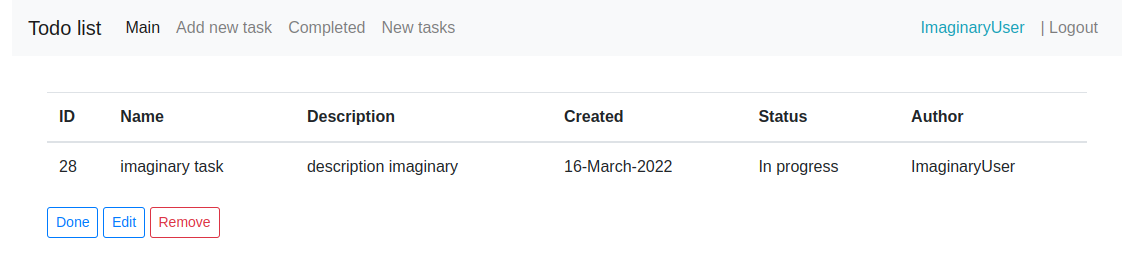 Todo list Main Add new task Completed New tasks ImaginaryUser | Logout
ID Name Description Created Status Author
28 imaginary task description imaginary 16-March-2022 In progress ImaginaryUser
Done Edit Remove